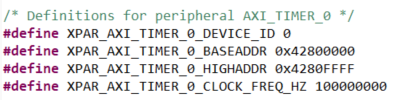 /* Definitions for peripheral AXI_TIMER_0 */
#define XPAR_AXI_TIMER_0_DEVICE_ID 0
#define XPAR_AXI_TIMER_0_BASEADDR 0x42800000
#define XPAR_AXI_TIMER_0_HIGHADDR 0x4280FFFF
#define XPAR_AXI_TIMER_0_CLOCK_FREQ_HZ 100000000